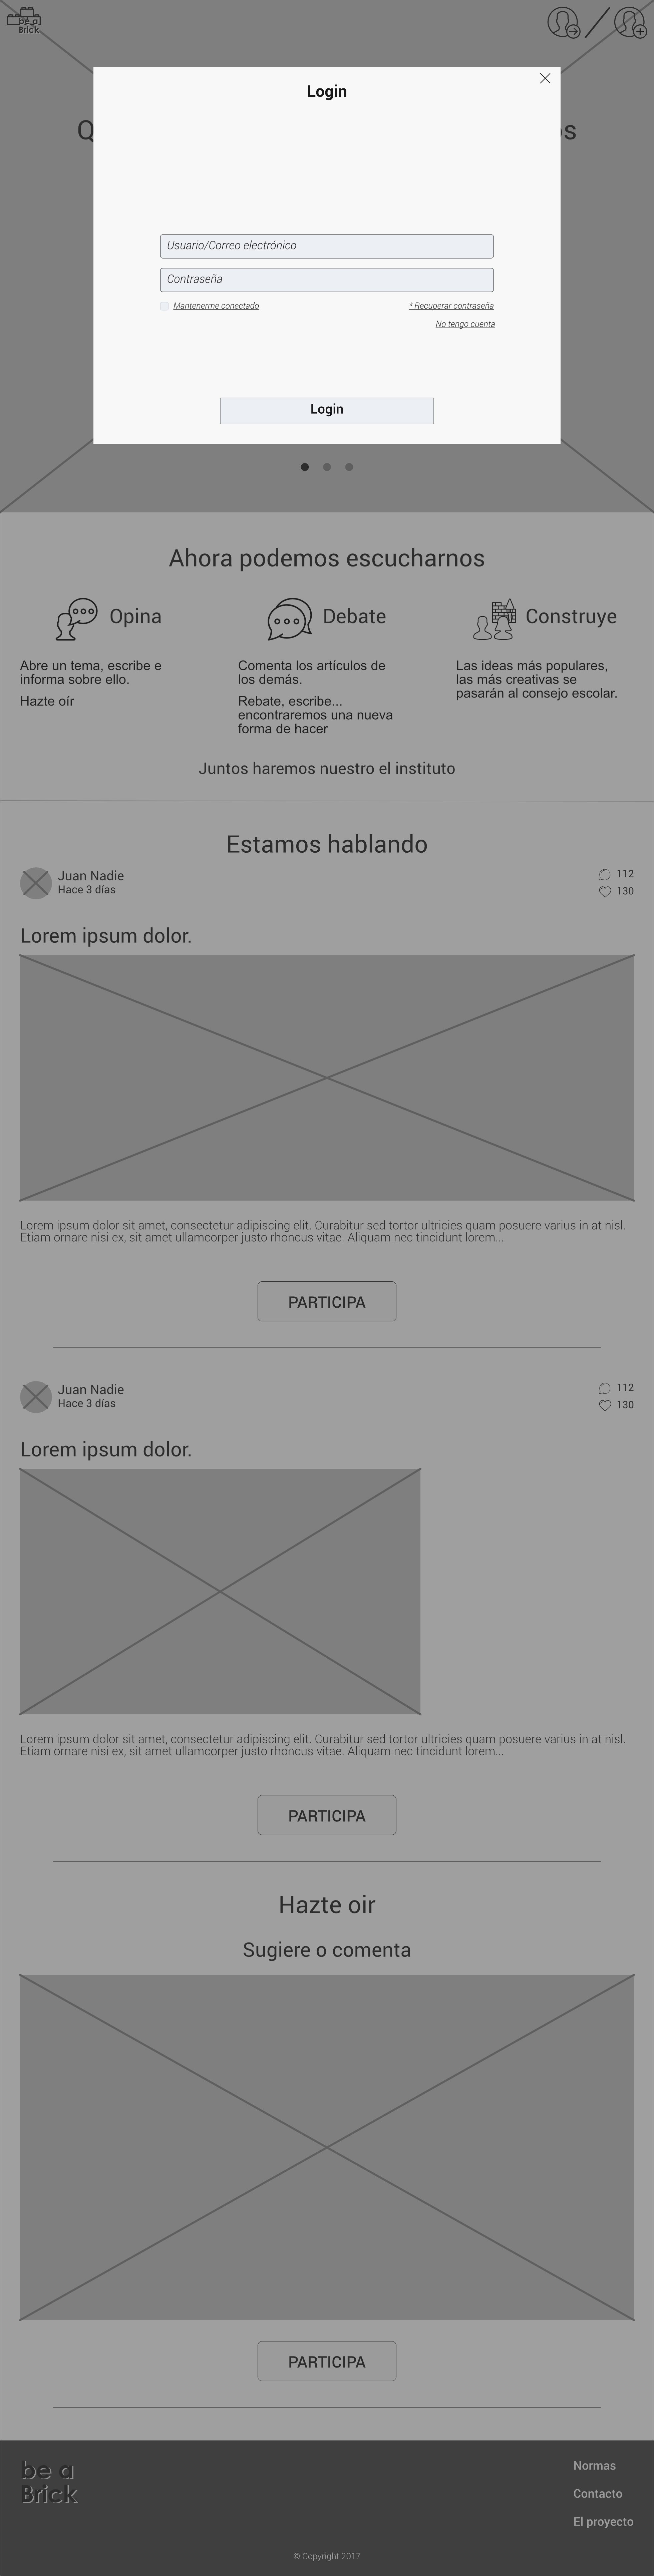 be a
Brick
Login
Usuario/Correo electrónico
Contraseña
Mantenerme conectado
* Recuperar contraseña
No tengo cuenta
Login
Ahora podemos escucharnos
Opina
Abre un tema, escribe e
informa sobre ello.
Hazte oír
Debate
Comenta los artículos de
los demás.
Rebate, escribe...
encontraremos una nueva
forma de hacer
Construye
Las ideas más populares,
las más creativas se
pasarán al consejo escolar.
Juntos haremos nuestro el instituto
Estamos hablando
Juan Nadie
Hace 3 días
112
130
Lorem ipsum dolor.
Lorem ipsum dolor sit amet, consectetur adipiscing elit. Curabitur sed tortor ultricies quam posuere varius in at nisl.
Etiam ornare nisi ex, sit amet ullamcorper justo rhoncus vitae. Aliquam nec tincidunt lorem...
PARTICIPA
Juan Nadie
Hace 3 días
112
130
Lorem ipsum dolor.
Lorem ipsum dolor sit amet, consectetur adipiscing elit. Curabitur sed tortor ultricies quam posuere varius in at nisl.
Etiam ornare nisi ex, sit amet ullamcorper justo rhoncus vitae. Aliquam nec tincidunt lorem...
PARTICIPA
Hazte oir
Sugiere o comenta
PARTICIPA
be a
Brick
Normas
Contacto
El proyecto
© Copyright 2017